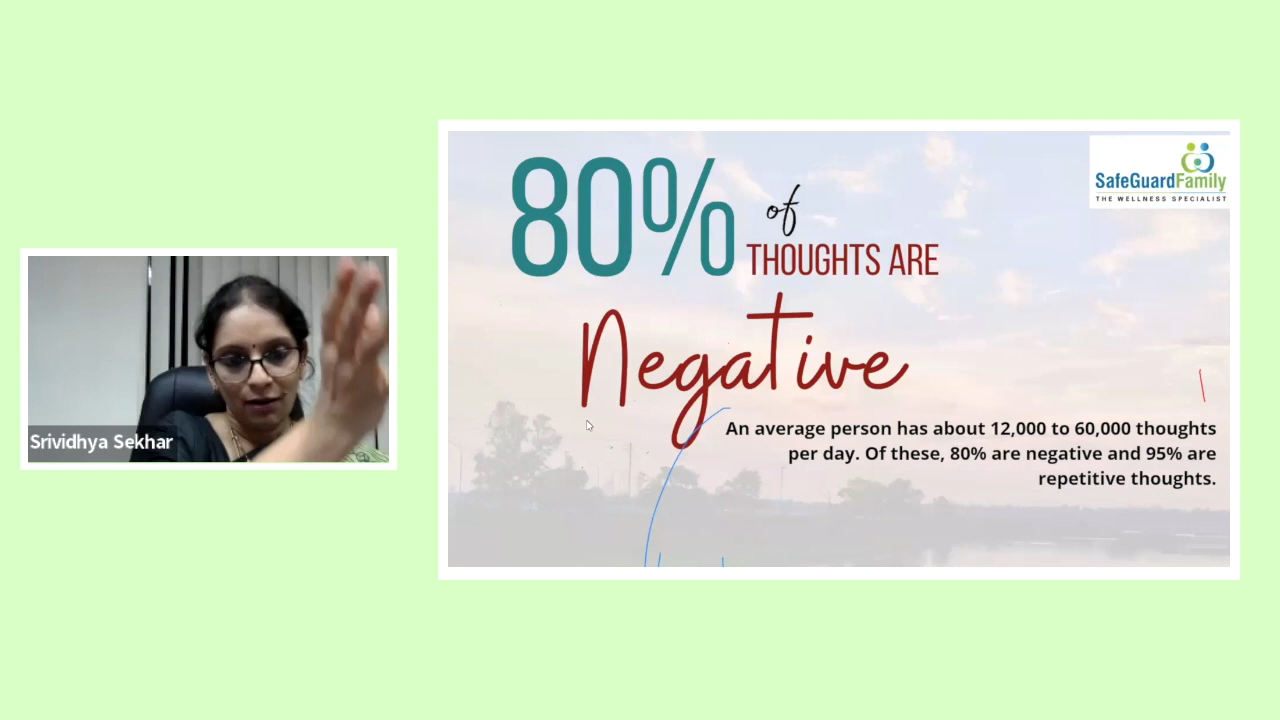 80% of
THOUGHTS ARE
Negative
An average person has about 12,000 to 60,000 thoughts
per day. Of these, 80% are negative and 95% are
repetitive thoughts.
SafeGuardFamily
THE WELLNESS SPECIALIST
Srividhya Sekhar